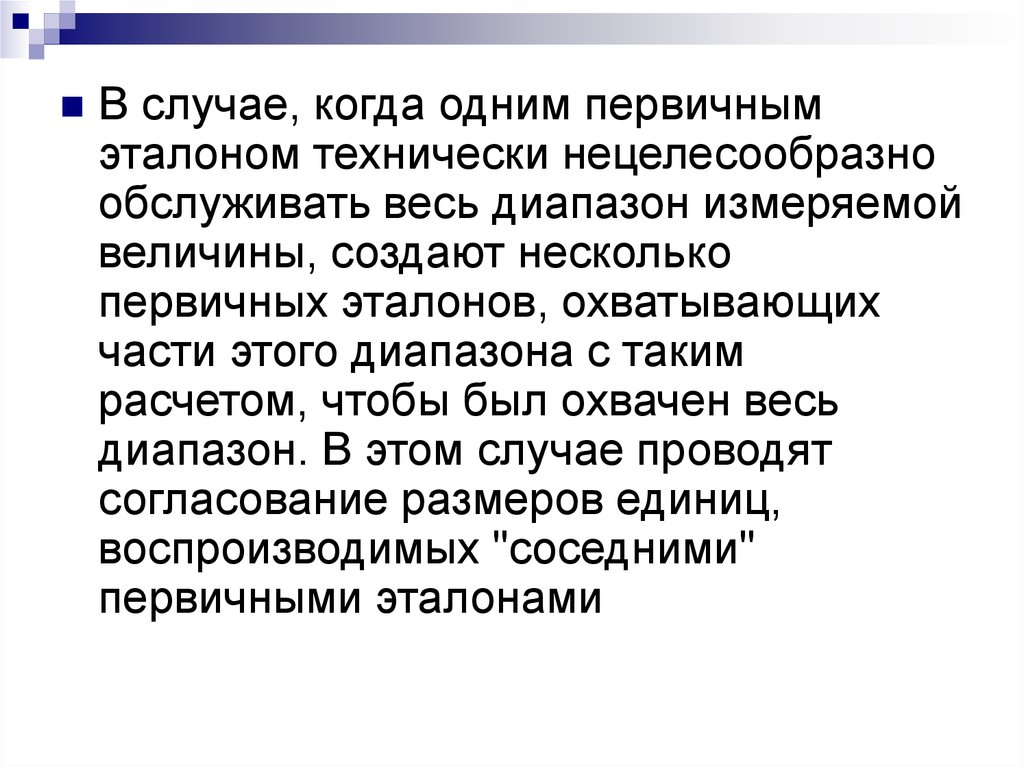 В случае, когда одним первичным
эталоном технически нецелесообразно
обслуживать весь диапазон измеряемой
величины, создают несколько
первичных эталонов, охватывающих
части этого диапазона с таким
расчетом, чтобы был охвачен весь
диапазон. В этом случае проводят
согласование размеров единиц,
воспроизводимых "соседними"
первичными эталонами